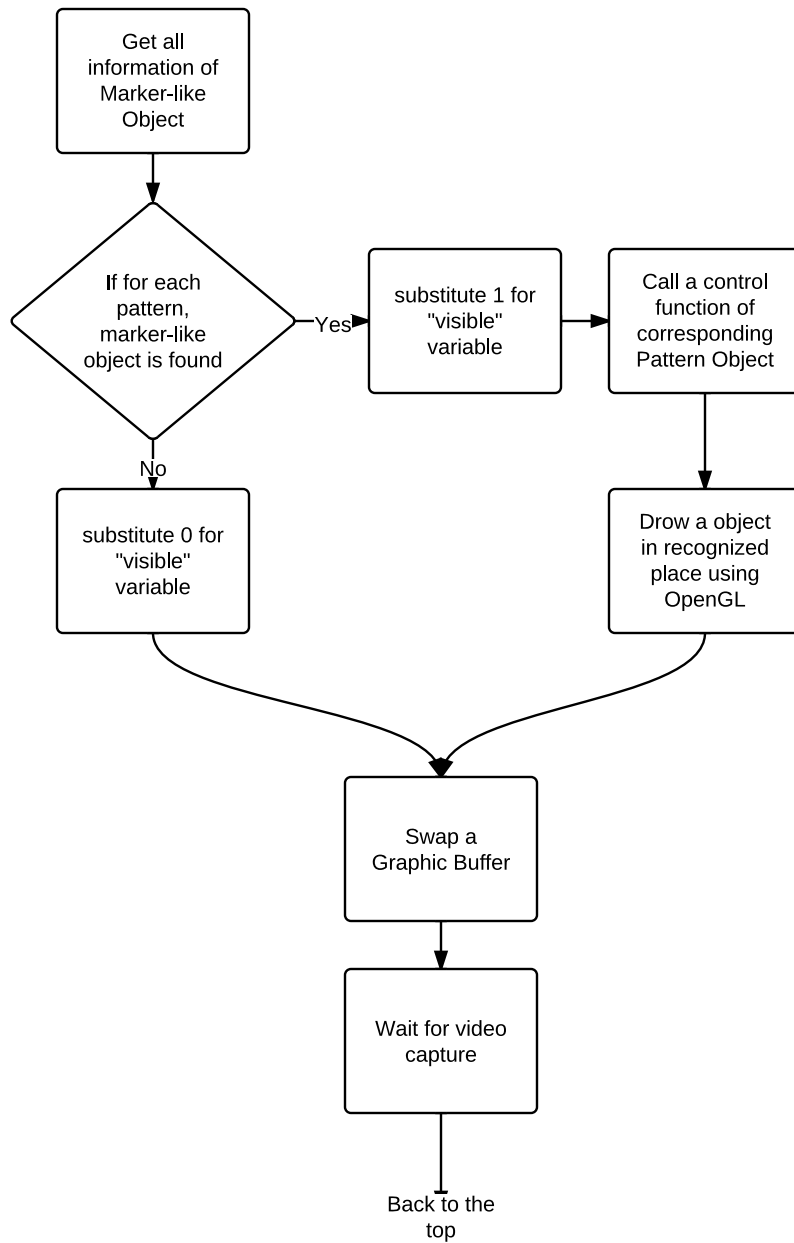 Get all
information of
Marker-like
Object
If for each
pattern,
marker-like
object is found
Yes
substitute 1 for
"visible"
variable
Call a control
function of
corresponding
Pattern Object
No
substitute 0 for
"visible"
variable
Drow a object
in recognized
place using
OpenGL
Swap a
Graphic Buffer
Wait for video
capture
Back to the
top